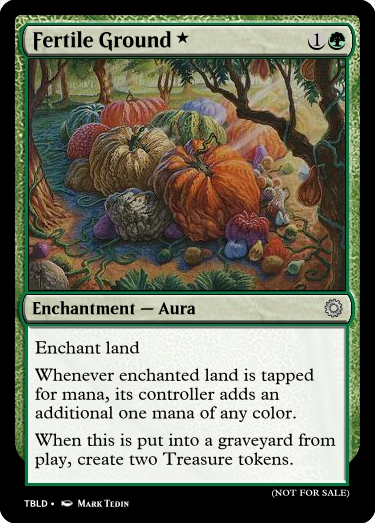 Fertile Ground ★ 1
Enchantment — Aura
Enchant land
Whenever enchanted land is tapped
for mana, its controller adds an
additional one mana of any color.
When this is put into a graveyard from
play, create two Treasure tokens.
(NOT FOR SALE)
TBLD • Mark Tedin